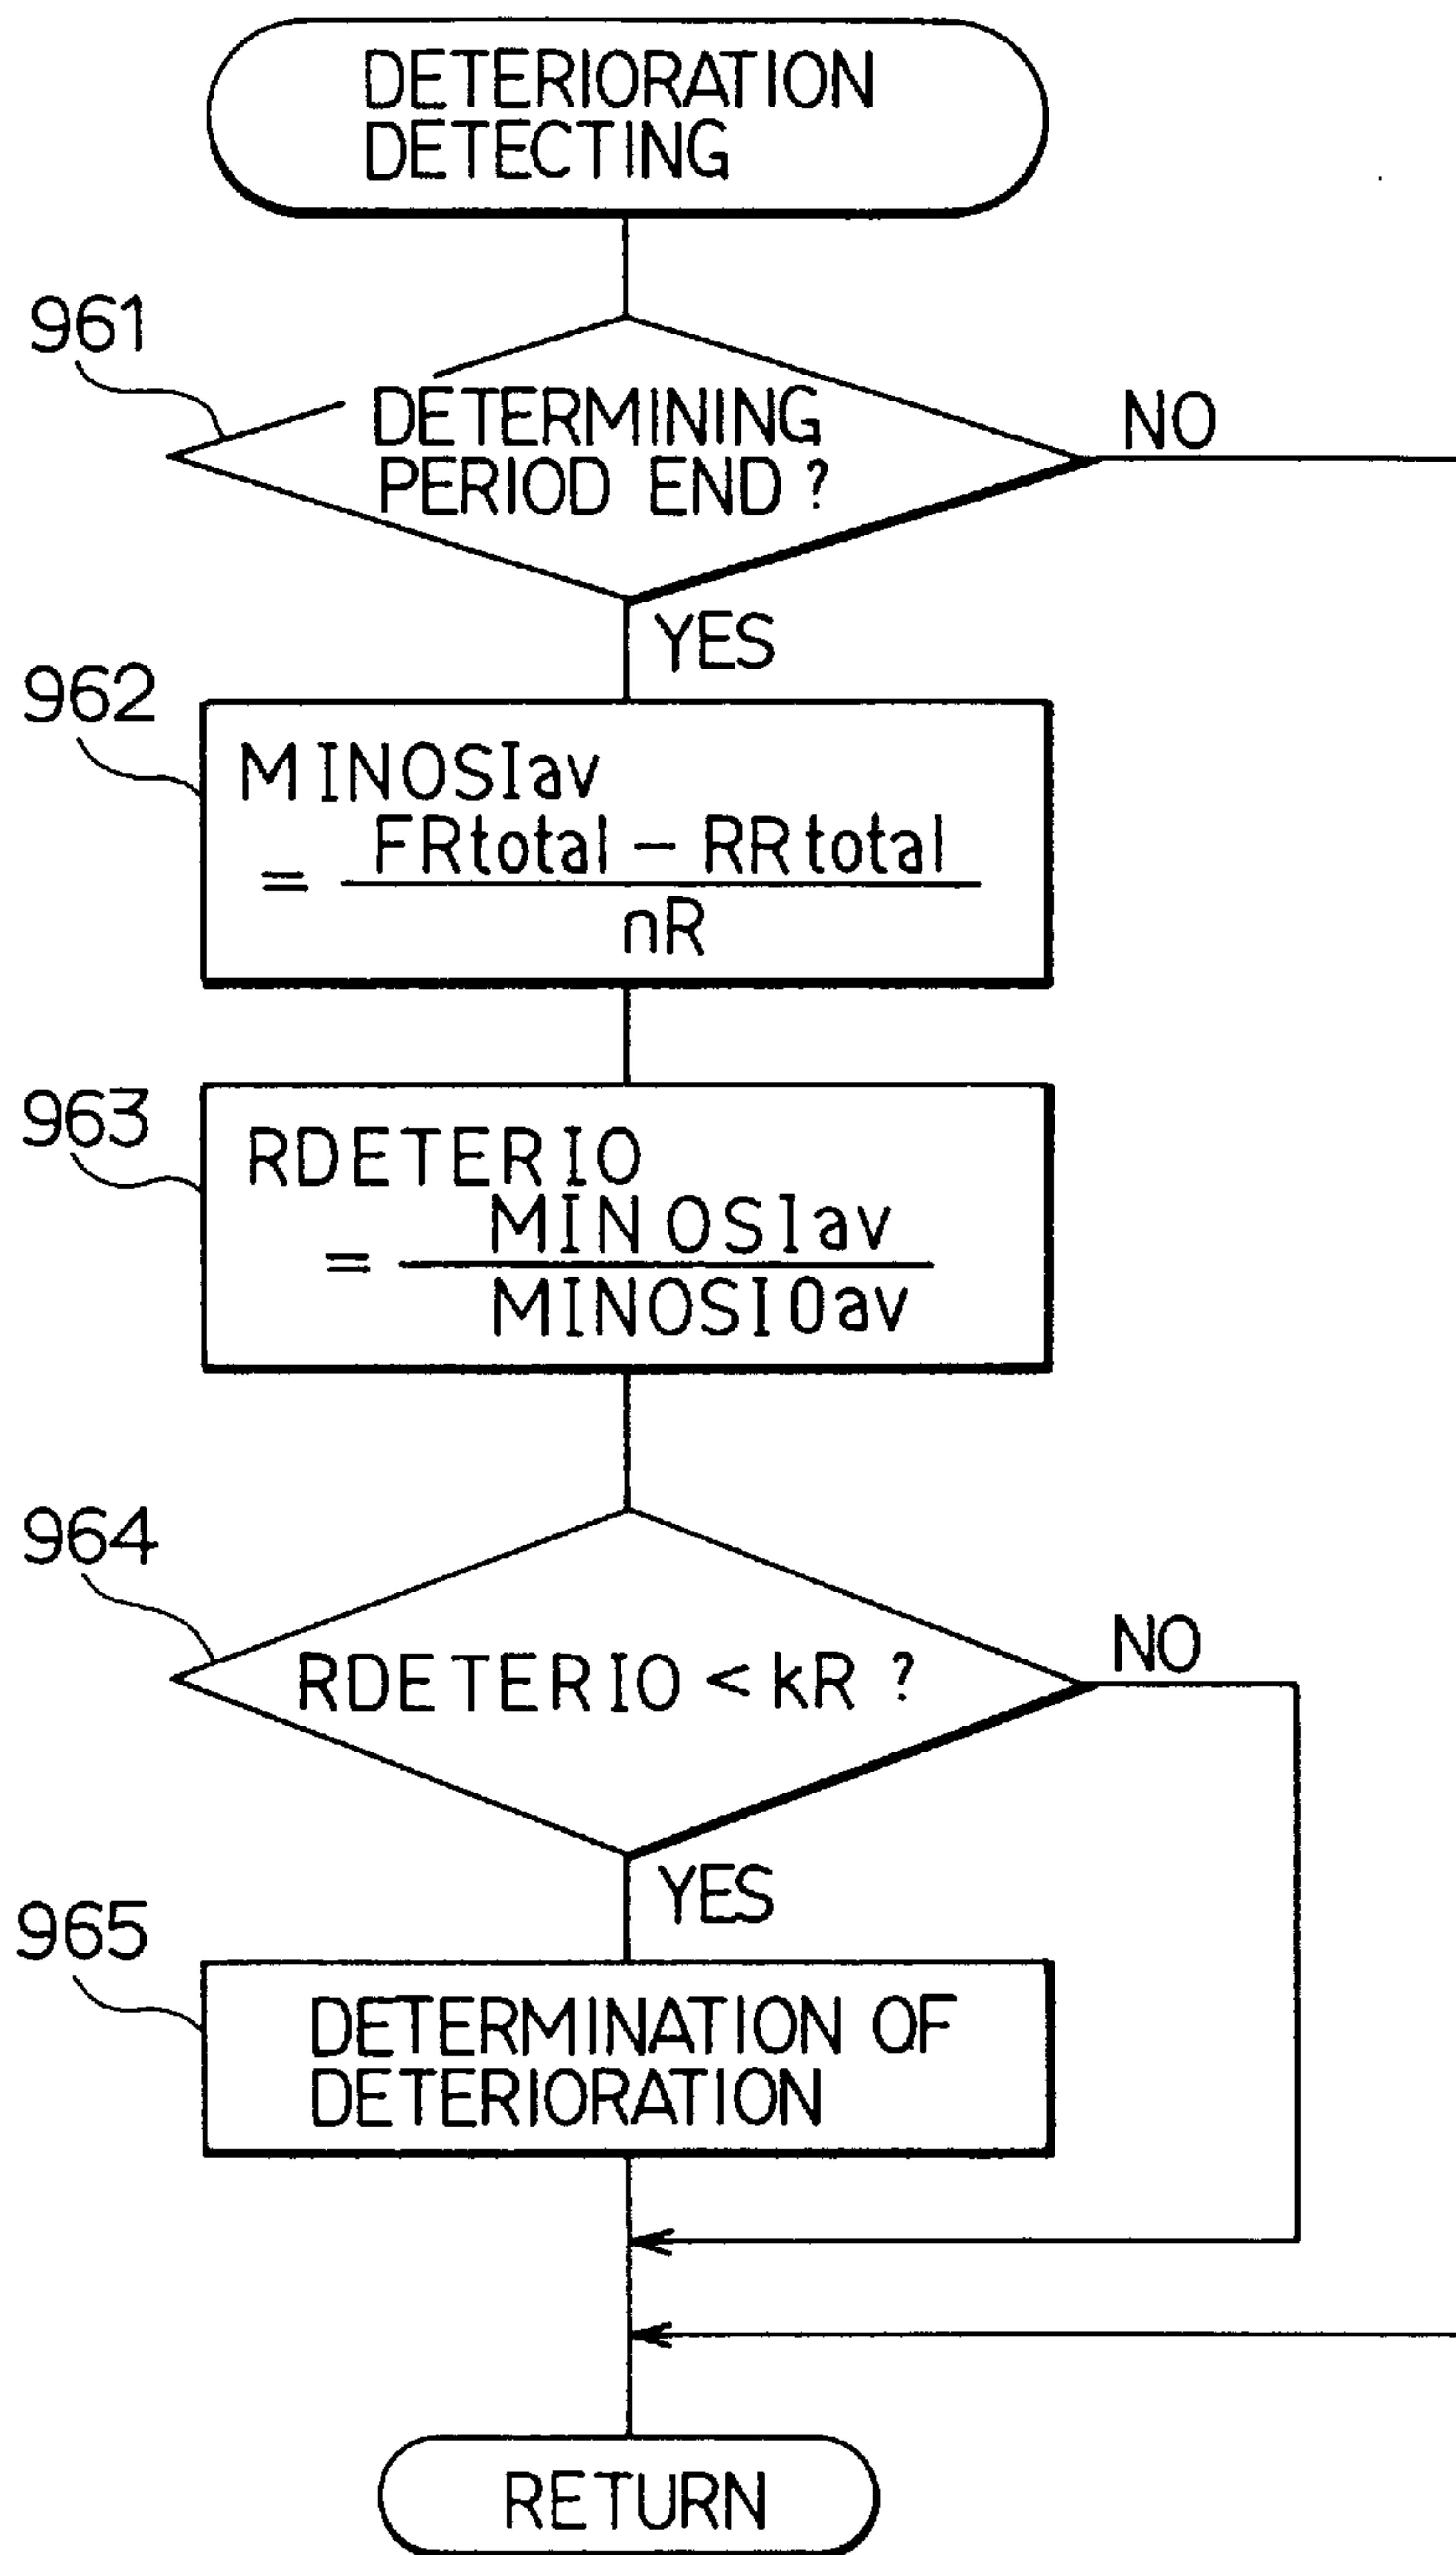 DETERIORATION
DETECTING
961
DETERMINING
PERIOD END ?
NO
YES
962
MINOSIav
= FRtotal – RRtotal
nR
963
RDETERIO
= MINOSIav
MINOSI0av
964
RDETERIO < kR ?
NO
YES
965
DETERMINATION OF
DETERIORATION
RETURN